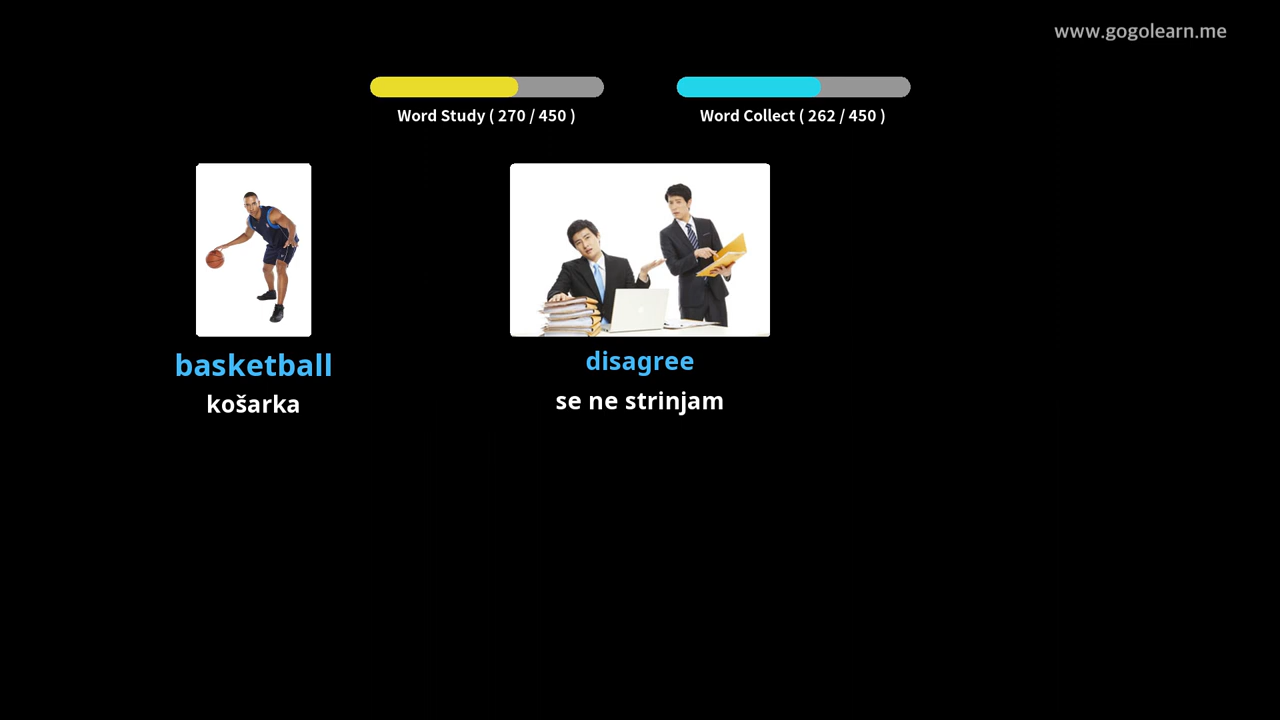 www.gogolearn.me
Word Study ( 270 / 450 )
Word Collect ( 262 / 450 )
basketball
košarka
disagree
se ne strinjam